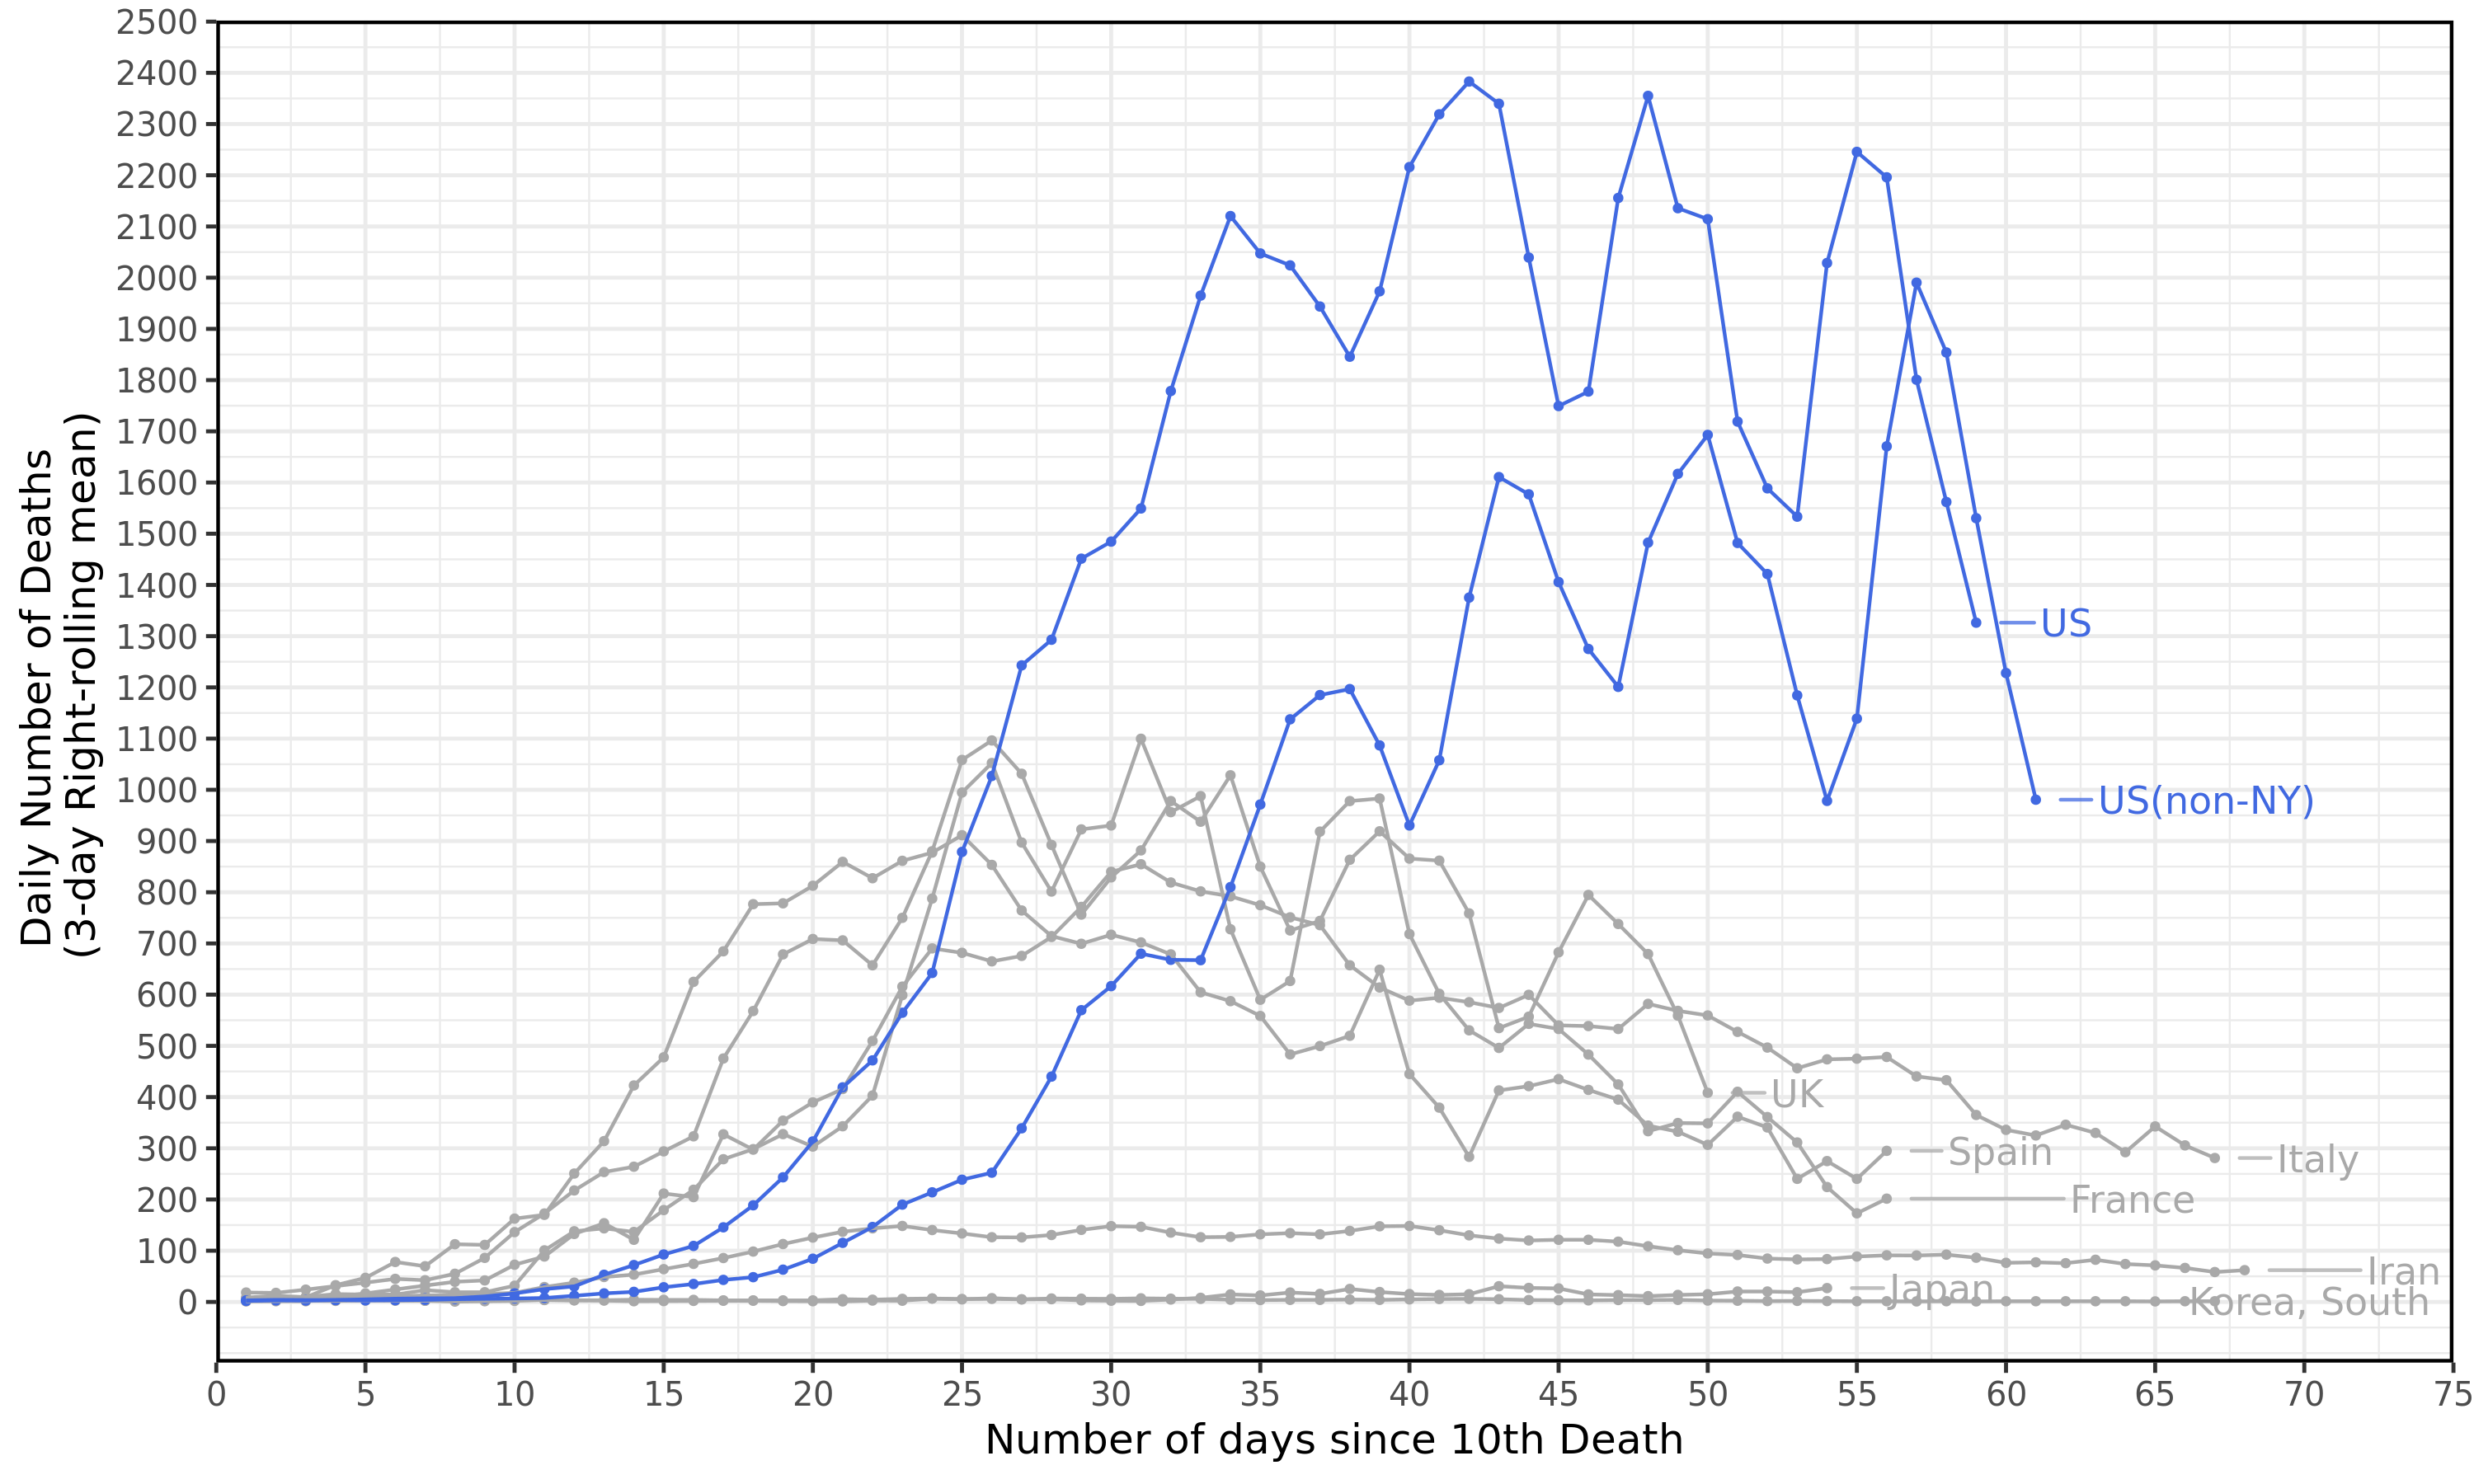 Daily Number of Deaths
(3-day Right-rolling mean)
2500
2400
2300
2200
2100
2000
1900
1800
1700
1600
1500
1400
1300
1200
1100
1000
900
800
700
600
500
400
300
200
100
0
US
US(non-NY)
UK
Spain
Italy
France
Iran
Japan
Korea, South
0 5 10 15 20 25 30 35 40 45 50 55 60 65 70 75
Number of days since 10th Death